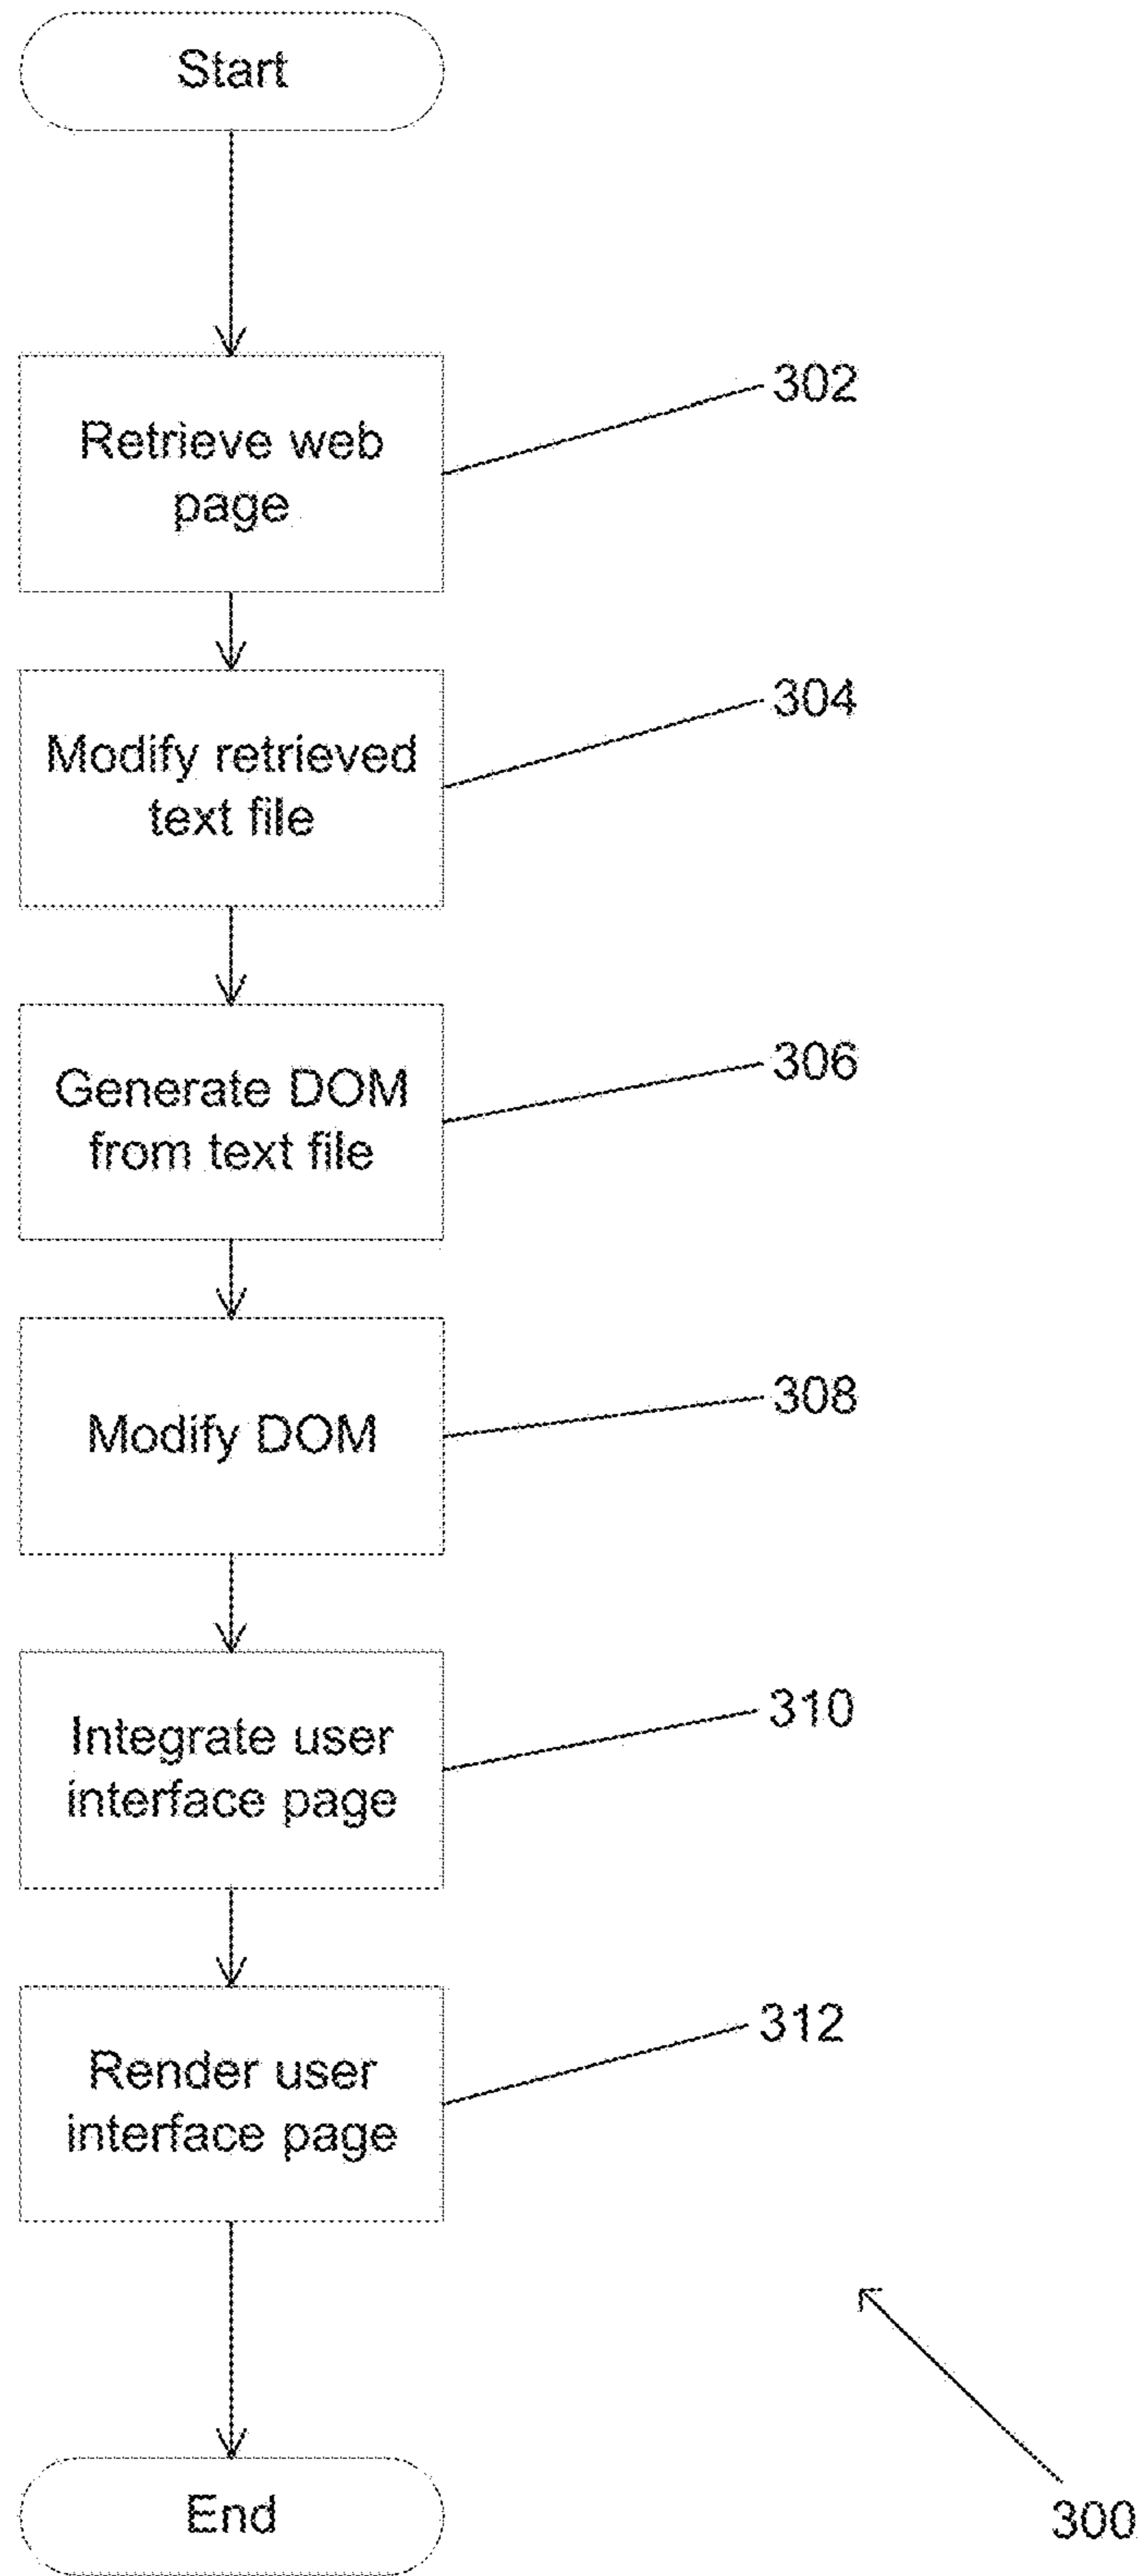 Start
302
Retrieve web
page
304
Modify retrieved
text file
306
Generate DOM
from text file
308
Modify DOM
310
Integrate user
interface page
312
Render user
interface page
End
300